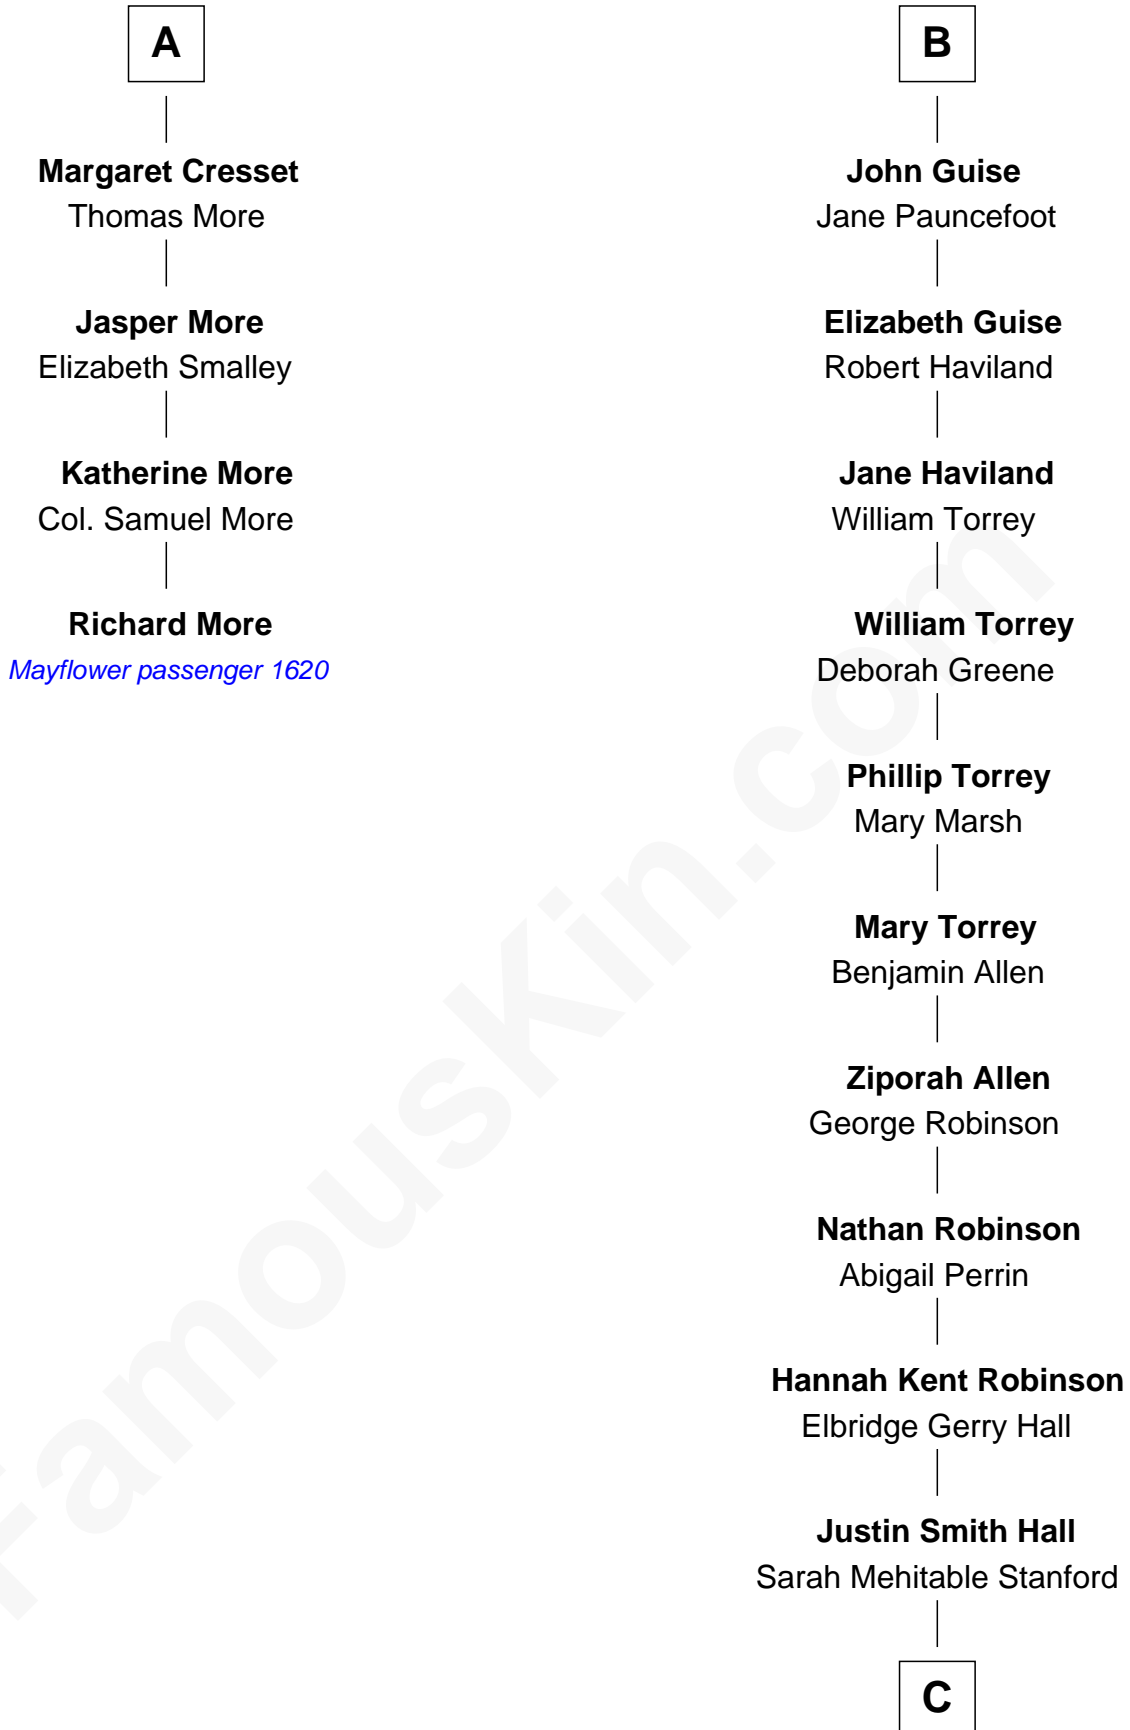 A
Margaret Cresset
Thomas More
Jasper More
Elizabeth Smalley
Katherine More
Col. Samuel More
Richard More
Mayflower passenger 1620
B
John Guise
Jane Pauncefoot
Elizabeth Guise
Robert Haviland
Jane Haviland
William Torrey
William Torrey
Deborah Greene
Phillip Torrey
Mary Marsh
Mary Torrey
Benjamin Allen
Ziporah Allen
George Robinson
Nathan Robinson
Abigail Perrin
Hannah Kent Robinson
Elbridge Gerry Hall
Justin Smith Hall
Sarah Mehitable Stanford
C
FamousKin.com